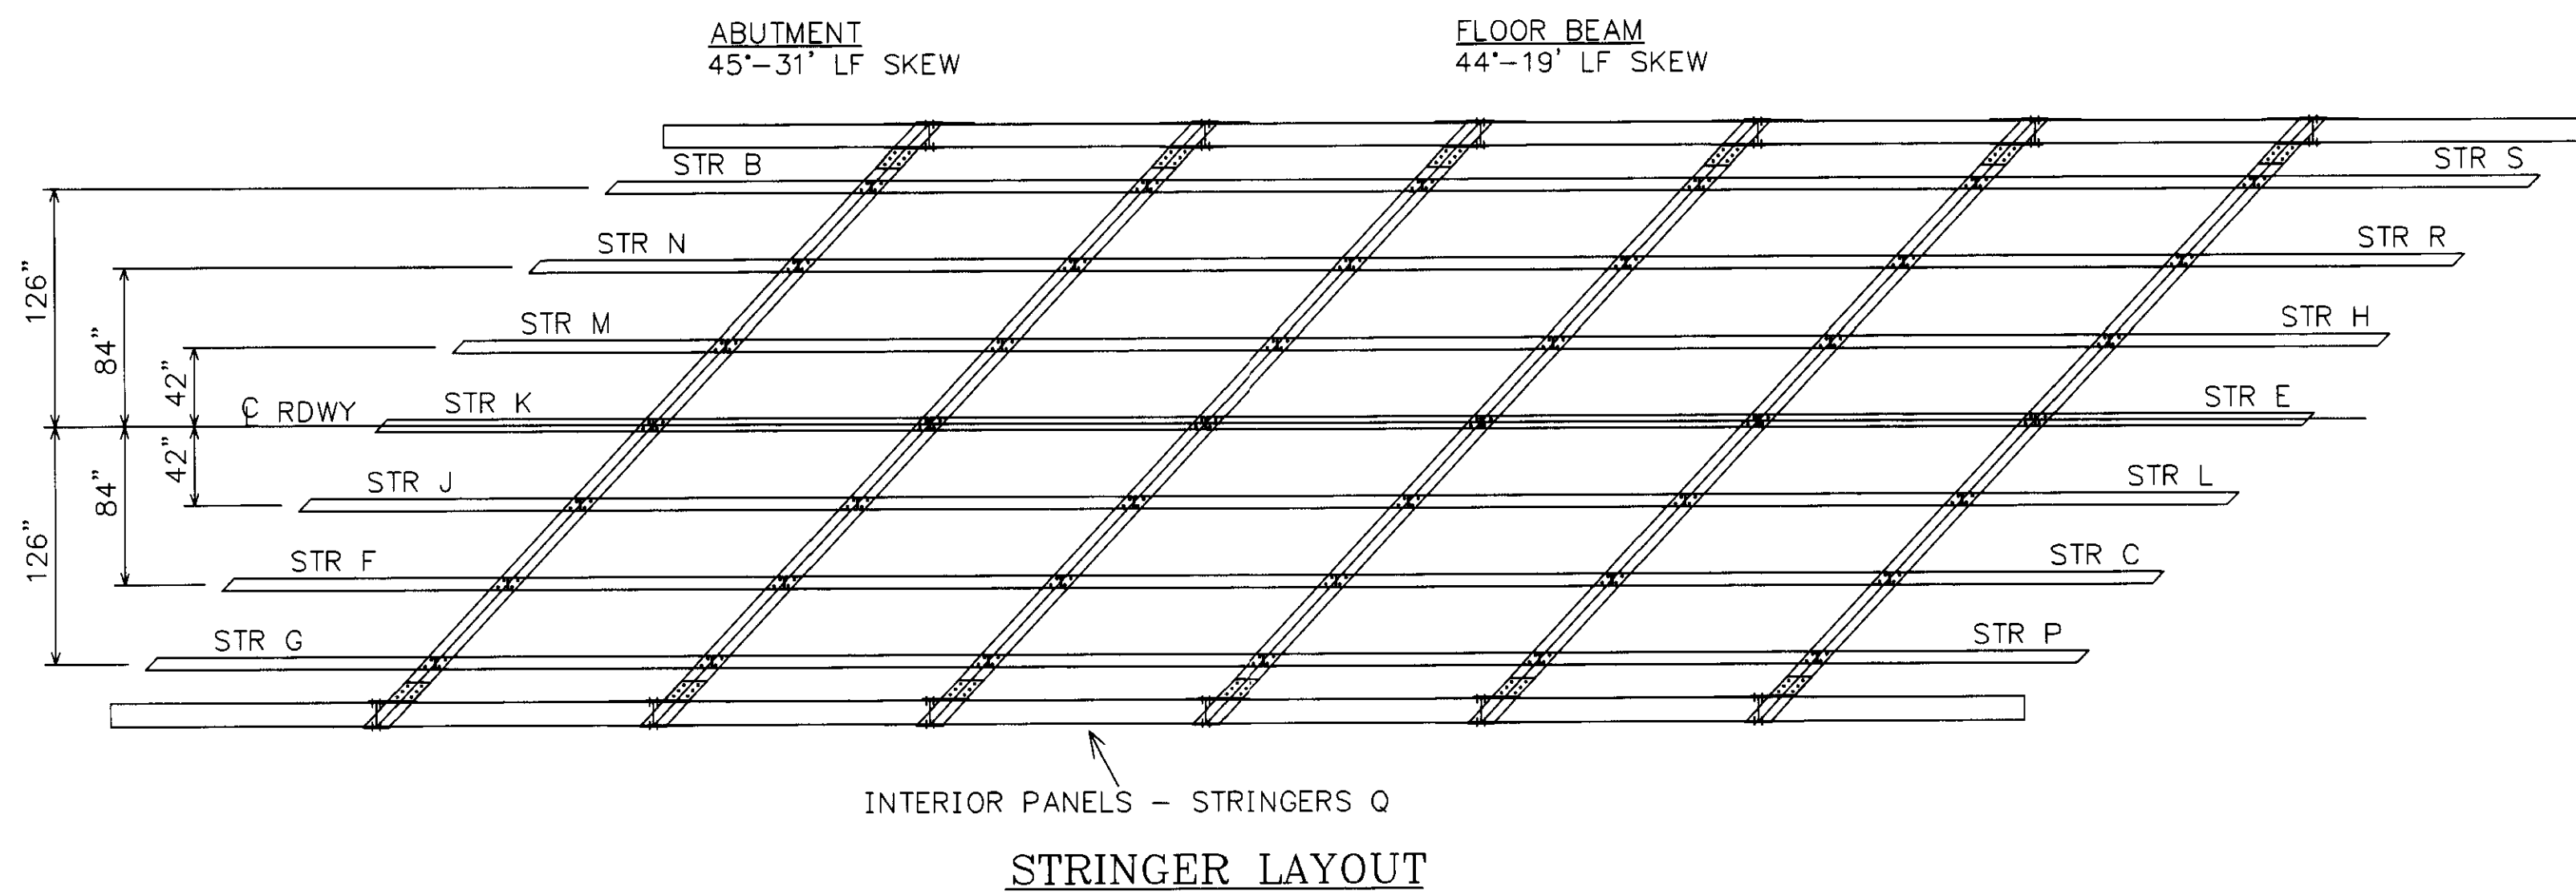 ABUTMENT
45°-31' LF SKEW
FLOOR BEAM
44°-19' LF SKEW
STR B
STR S
STR N
STR R
STR M
STR H
STR K
STR E
STR J
STR L
STR F
STR C
STR G
STR P
126"
84"
42"
℄ RDWY
42"
84"
126"
INTERIOR PANELS - STRINGERS Q
STRINGER LAYOUT